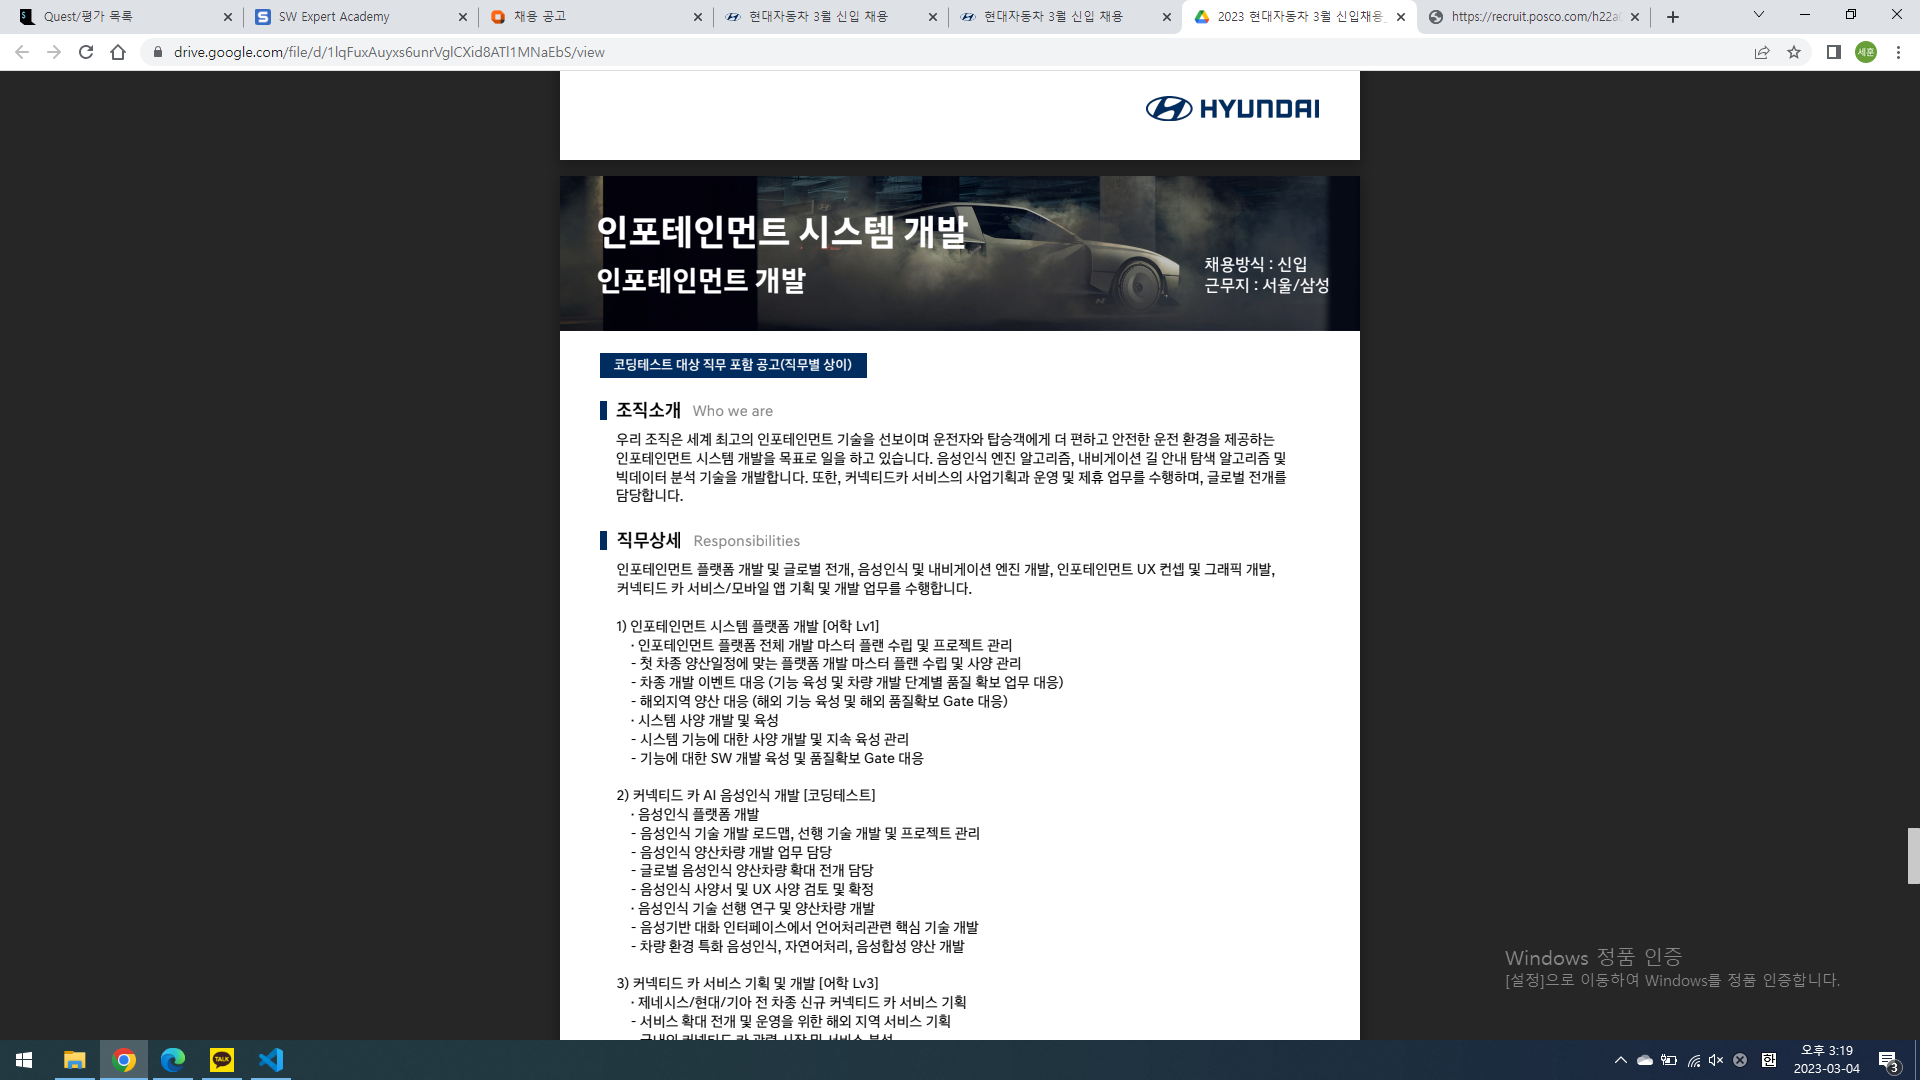 Quest/평가 목록
SW Expert Academy
채용 공고
현대자동차 3월 신입 채용
현대자동차 3월 신입 채용
2023 현대자동차 3월 신입채용_
https://recruit.posco.com/h22a
drive.google.com/file/d/1lqFuxAuyxs6unrVglCXid8ATl1MNaEbS/view
세훈
HYUNDAI
인포테인먼트 시스템 개발
인포테인먼트 개발
채용방식 : 신입
근무지 : 서울/삼성
코딩테스트 대상 직무 포함 공고(직무별 상이)
조직소개 Who we are
우리 조직은 세계 최고의 인포테인먼트 기술을 선보이며 운전자와 탑승객에게 더 편하고 안전한 운전 환경을 제공하는
인포테인먼트 시스템 개발을 목표로 일을 하고 있습니다. 음성인식 엔진 알고리즘, 내비게이션 길 안내 탐색 알고리즘 및
빅데이터 분석 기술을 개발합니다. 또한, 커넥티드카 서비스의 사업기획과 운영 및 제휴 업무를 수행하며, 글로벌 전개를
담당합니다.
직무상세 Responsibilities
인포테인먼트 플랫폼 개발 및 글로벌 전개, 음성인식 및 내비게이션 엔진 개발, 인포테인먼트 UX 컨셉 및 그래픽 개발,
커넥티드 카 서비스/모바일 앱 기획 및 개발 업무를 수행합니다.
1) 인포테인먼트 시스템 플랫폼 개발 [어학 Lv1]
· 인포테인먼트 플랫폼 전체 개발 마스터 플랜 수립 및 프로젝트 관리
- 첫 차종 양산일정에 맞는 플랫폼 개발 마스터 플랜 수립 및 사양 관리
- 차종 개발 이벤트 대응 (기능 육성 및 차량 개발 단계별 품질 확보 업무 대응)
- 해외지역 양산 대응 (해외 기능 육성 및 해외 품질확보 Gate 대응)
· 시스템 사양 개발 및 육성
- 시스템 기능에 대한 사양 개발 및 지속 육성 관리
- 기능에 대한 SW 개발 육성 및 품질확보 Gate 대응
2) 커넥티드 카 AI 음성인식 개발 [코딩테스트]
· 음성인식 플랫폼 개발
- 음성인식 기술 개발 로드맵, 선행 기술 개발 및 프로젝트 관리
- 음성인식 양산차량 개발 업무 담당
- 글로벌 음성인식 양산차량 확대 전개 담당
- 음성인식 사양서 및 UX 사양 검토 및 확정
· 음성인식 기술 선행 연구 및 양산차량 개발
- 음성기반 대화 인터페이스에서 언어처리관련 핵심 기술 개발
- 차량 환경 특화 음성인식, 자연어처리, 음성합성 양산 개발
3) 커넥티드 카 서비스 기획 및 개발 [어학 Lv3]
· 제네시스/현대/기아 전 차종 신규 커넥티드 카 서비스 기획
- 서비스 확대 전개 및 운영을 위한 해외 지역 서비스 기획
Windows 정품 인증
[설정]으로 이동하여 Windows를 정품 인증합니다.
TALK
한
오후 3:19
2023-03-04
3